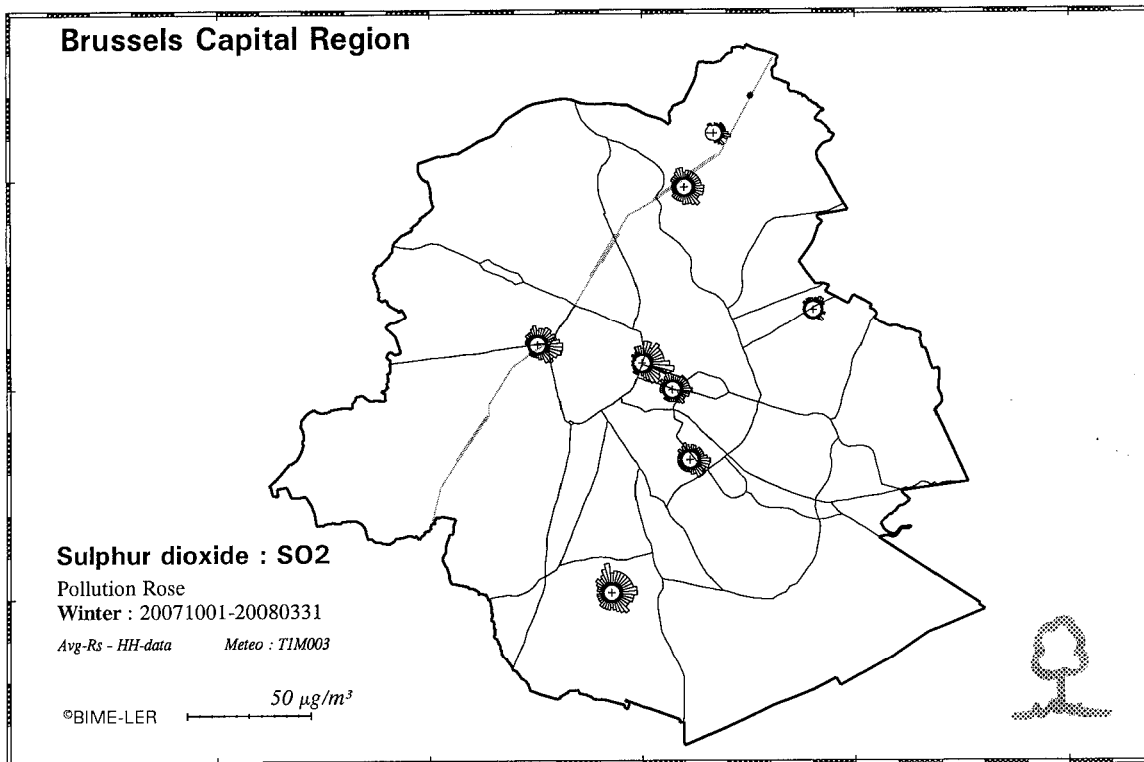 Brussels Capital Region
Sulphur dioxide : SO2
Pollution Rose
Winter : 20071001-20080331
Avg-Rs - HH-data Meteo : T1M003
50 µg/m³
©BIME-LER